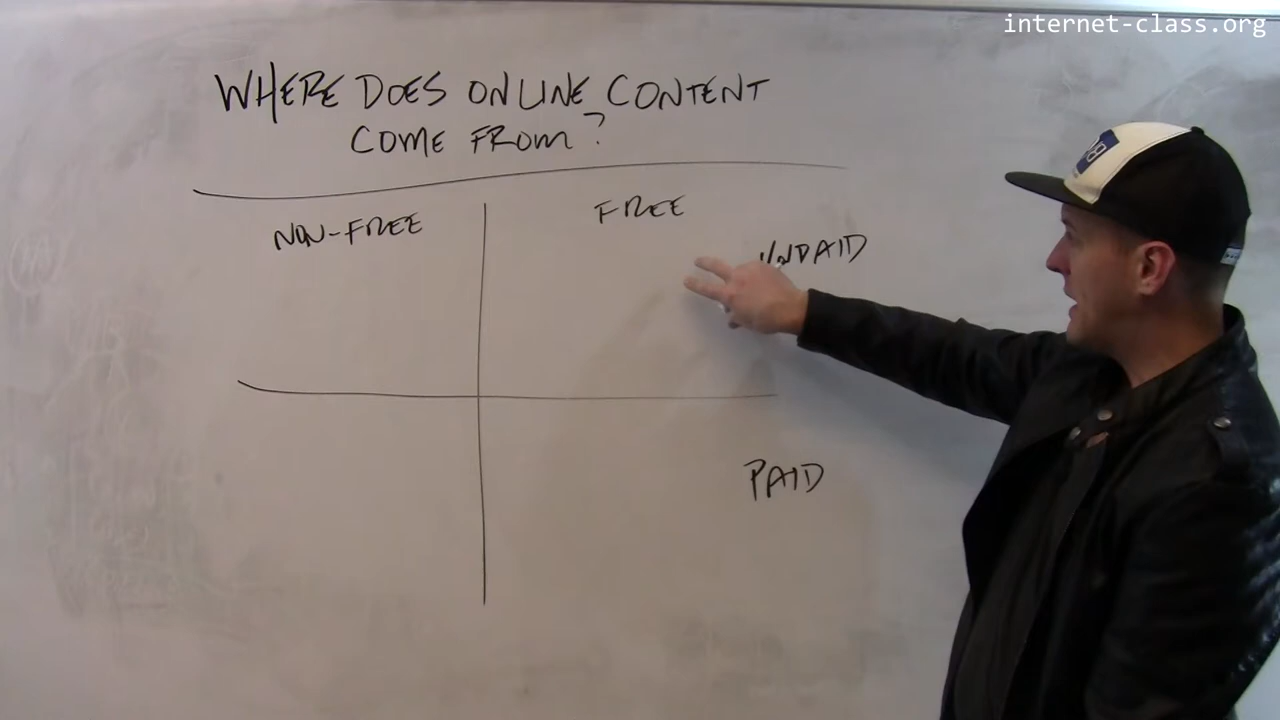 internet-class.org
WHERE DOES ONLINE CONTENT
COME FROM?
NON-FREE
FREE
UNPAID
PAID